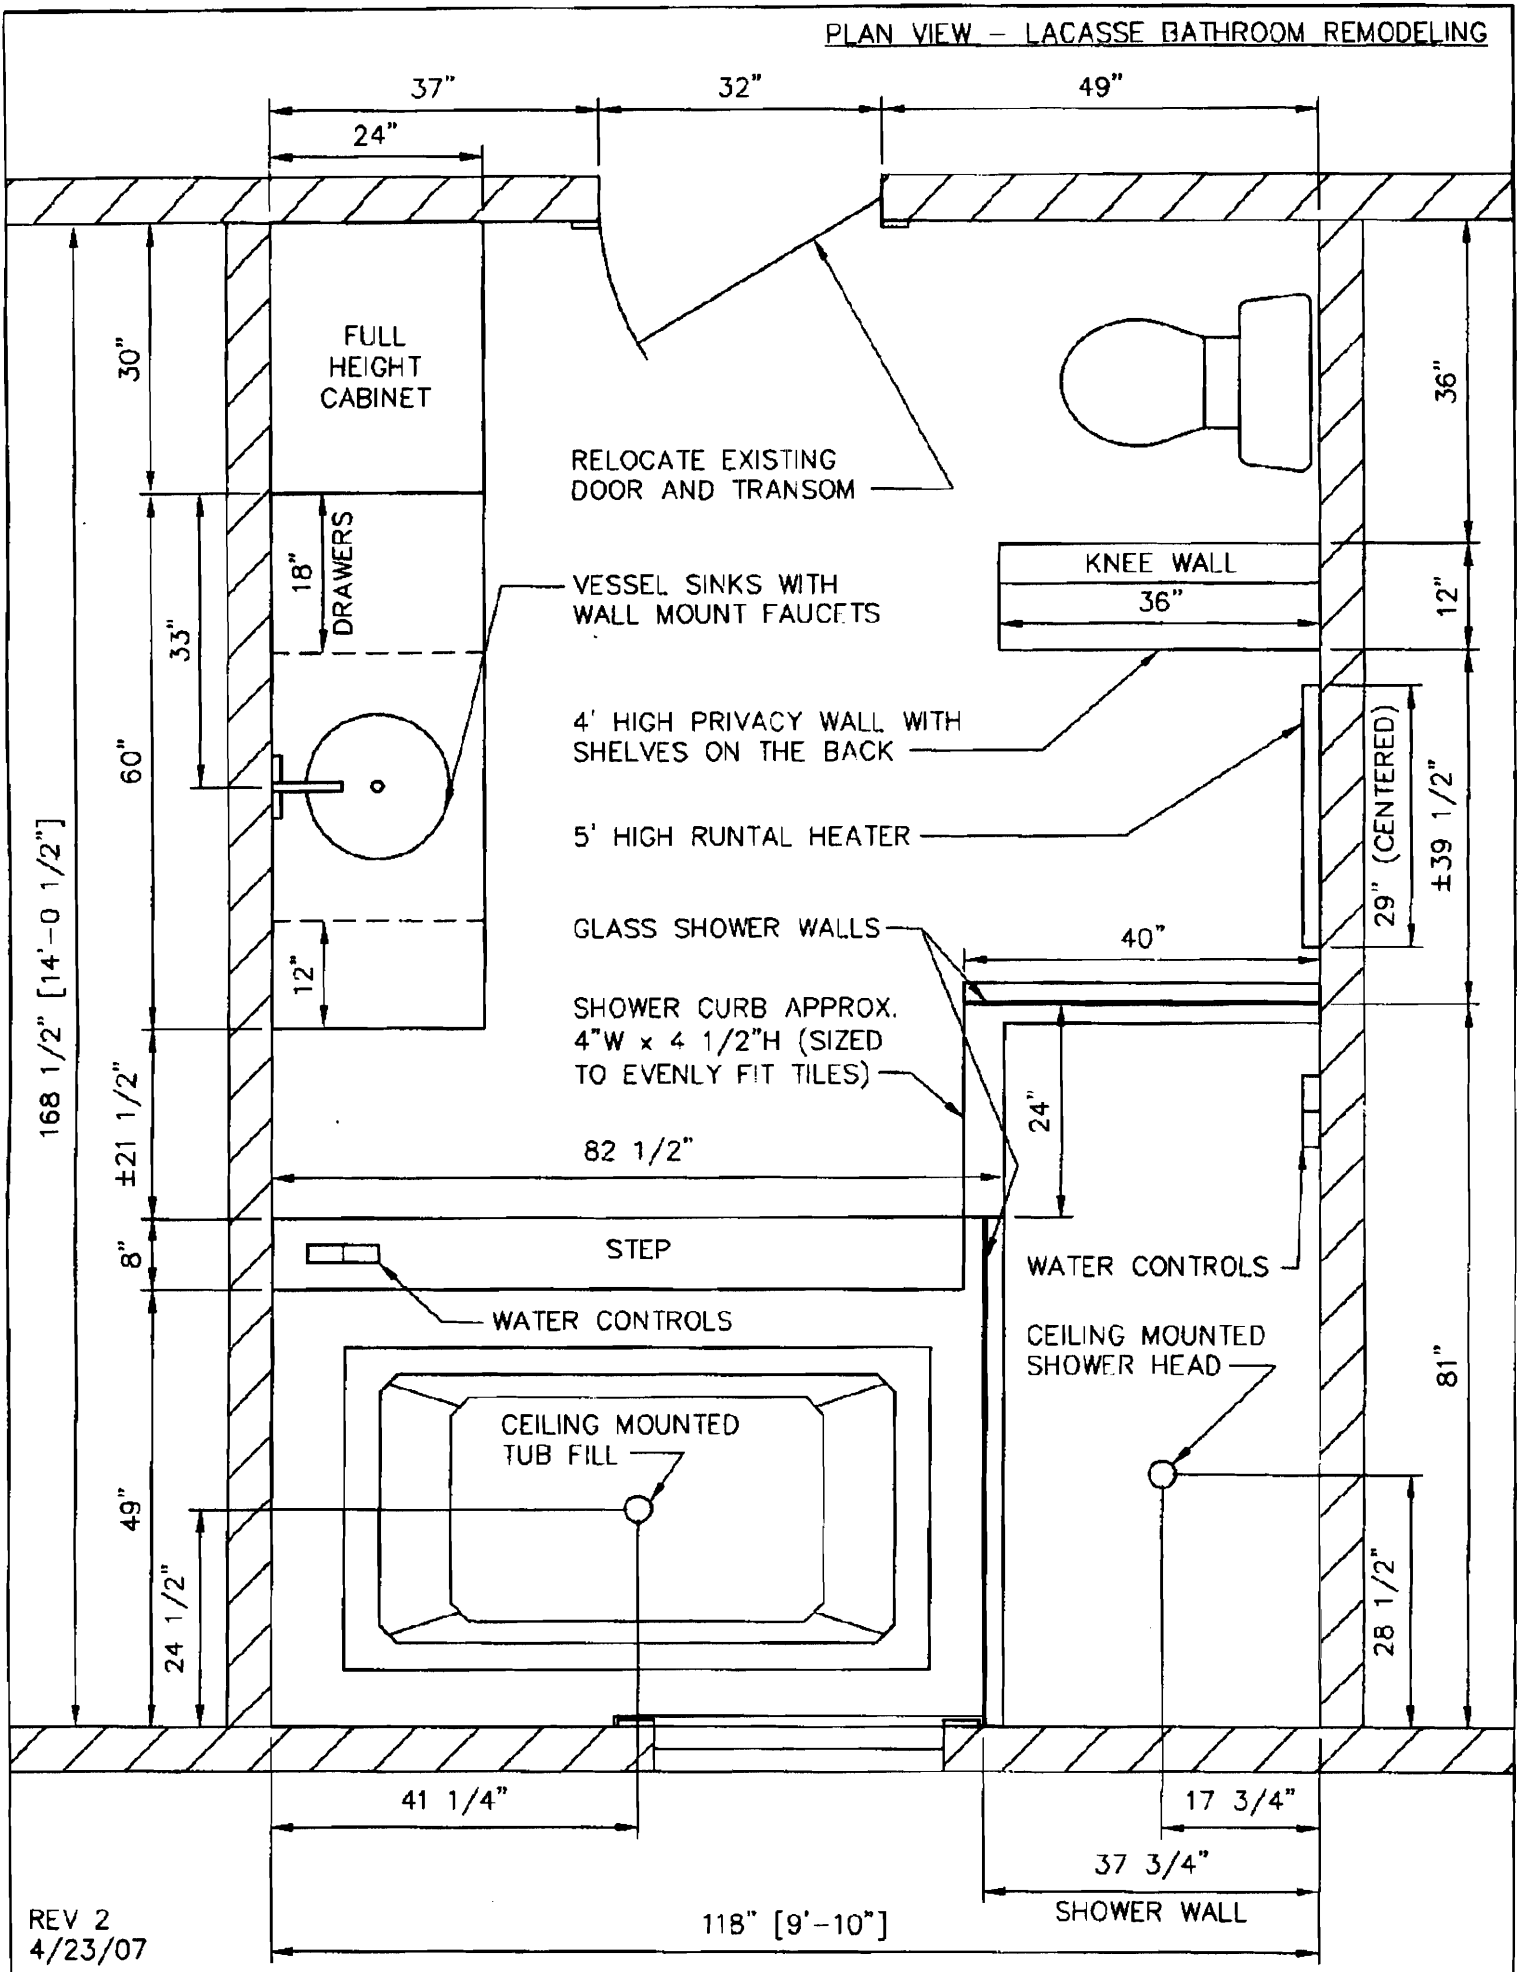 PLAN VIEW – LACASSE BATHROOM REMODELING
37"
32"
49"
24"
FULL
HEIGHT
CABINET
30"
36"
RELOCATE EXISTING
DOOR AND TRANSOM
18"
DRAWERS
33"
VESSEL SINKS WITH
WALL MOUNT FAUCETS
KNEE WALL
36"
12"
60"
4' HIGH PRIVACY WALL WITH
SHELVES ON THE BACK
5' HIGH RUNTAL HEATER
29" (CENTERED)
±39 1/2"
168 1/2" [14'-0 1/2"]
GLASS SHOWER WALLS
40"
12"
SHOWER CURB APPROX.
4"W x 4 1/2"H (SIZED
TO EVENLY FIT TILES)
24"
±21 1/2"
82 1/2"
8"
STEP
WATER CONTROLS
WATER CONTROLS
CEILING MOUNTED
SHOWER HEAD
81"
CEILING MOUNTED
TUB FILL
49"
24 1/2"
28 1/2"
41 1/4"
17 3/4"
37 3/4"
SHOWER WALL
118" [9'-10"]
REV 2
4/23/07